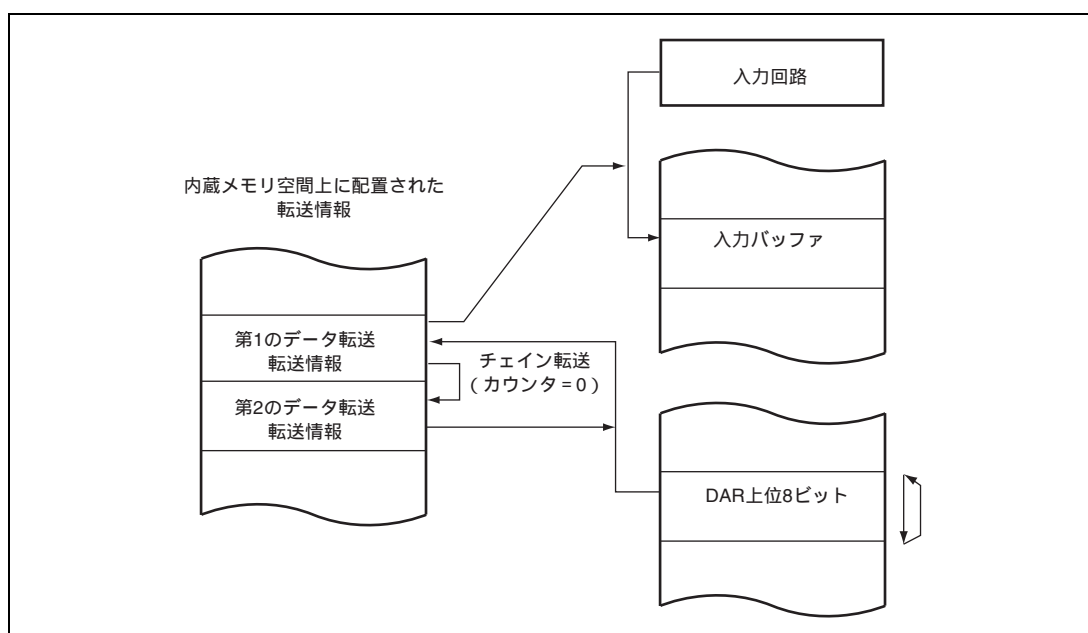 入力回路
内蔵メモリ空間上に配置された
転送情報
入力バッファ
第1のデータ転送
転送情報
チェイン転送
(カウンタ=0)
第2のデータ転送
転送情報
DAR上位8ビット